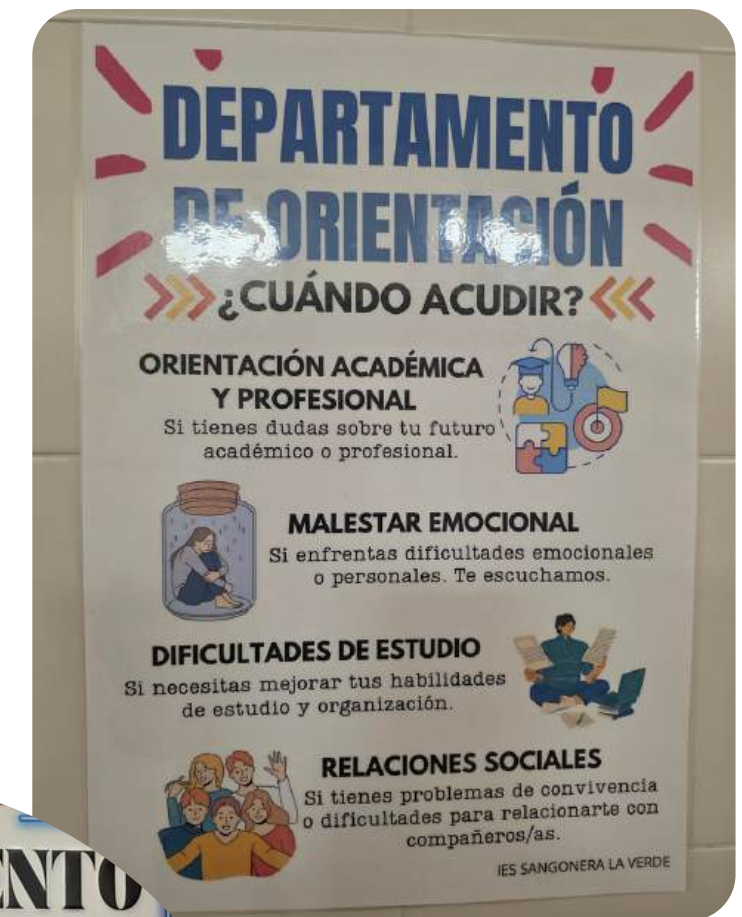 DEPARTAMENTO
DE ORIENTACIÓN
¿CUÁNDO ACUDIR?
ORIENTACIÓN ACADÉMICA
Y PROFESIONAL
Si tienes dudas sobre tu futuro
académico o profesional.
MALESTAR EMOCIONAL
Si enfrentas dificultades emocionales
o personales. Te escuchamos.
DIFICULTADES DE ESTUDIO
Si necesitas mejorar tus habilidades
de estudio y organización.
RELACIONES SOCIALES
Si tienes problemas de convivencia
o dificultades para relacionarte con
compañeros/as.
IES SANGONERA LA VERDE
ENTO